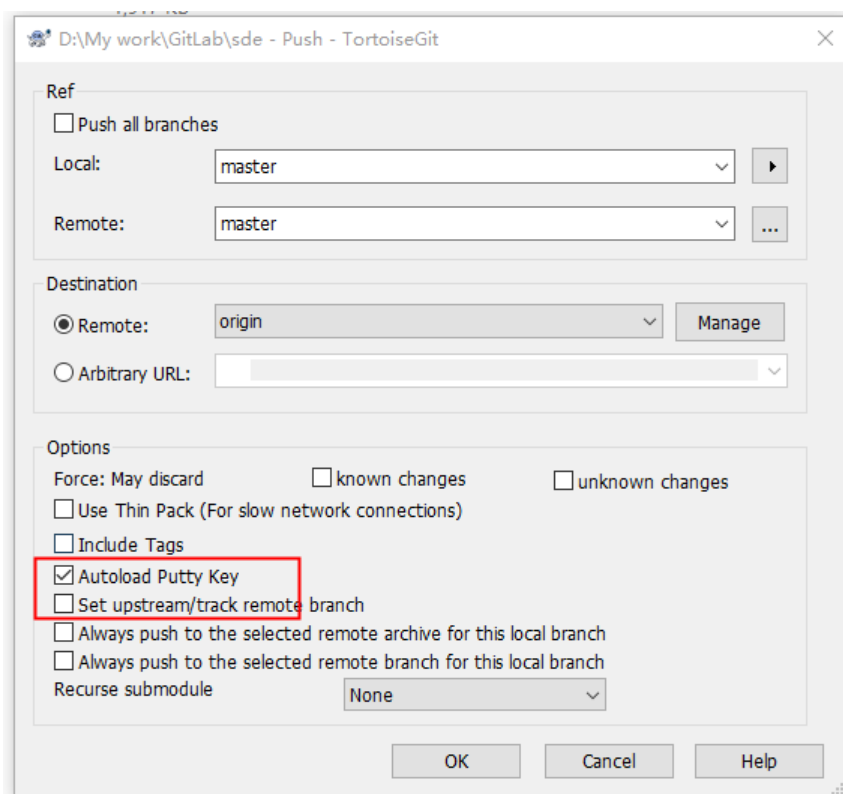 D:\My work\GitLab\sde - Push - TortoiseGit
Ref
Push all branches
Local:
master
Remote:
master
...
Destination
Remote:
origin
Manage
Arbitrary URL:
Options
Force: May discard
known changes
unknown changes
Use Thin Pack (For slow network connections)
Include Tags
Autoload Putty Key
Set upstream/track remote branch
Always push to the selected remote archive for this local branch
Always push to the selected remote branch for this local branch
Recurse submodule
None
OK
Cancel
Help